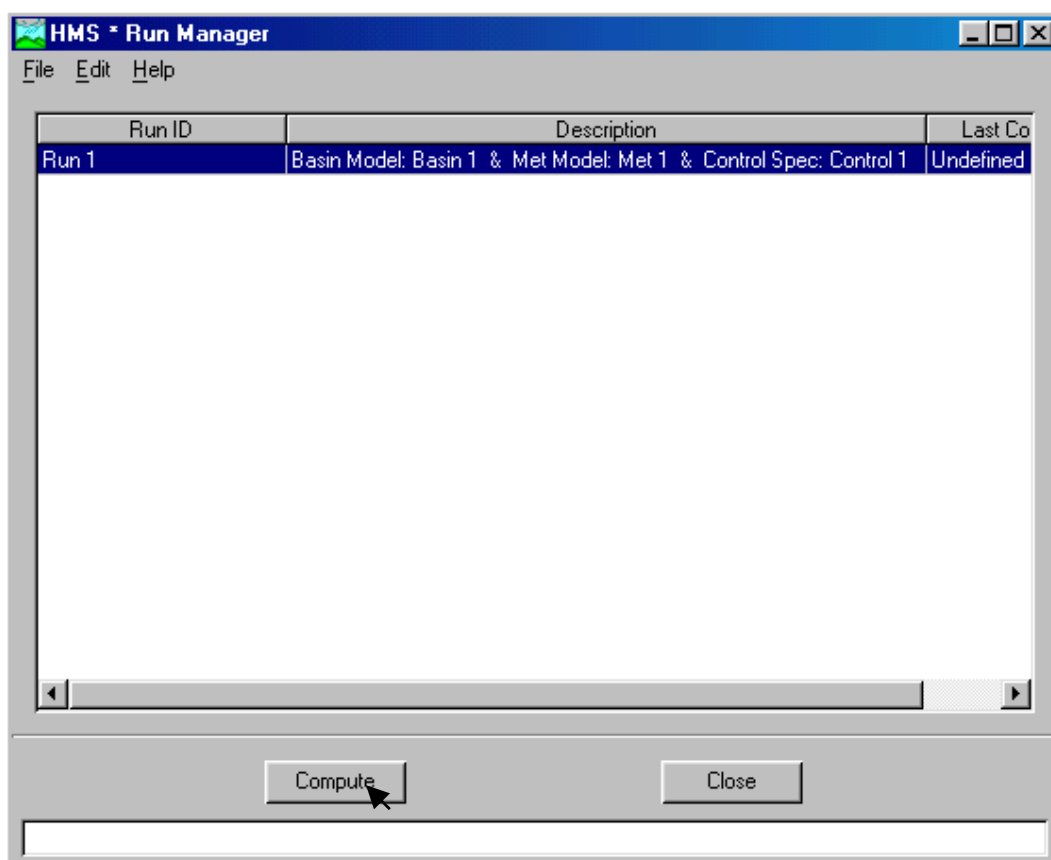 HMS * Run Manager
File Edit Help
Run ID Description Last Co
Run 1 Basin Model: Basin 1 & Met Model: Met 1 & Control Spec: Control 1 Undefined
Compute Close